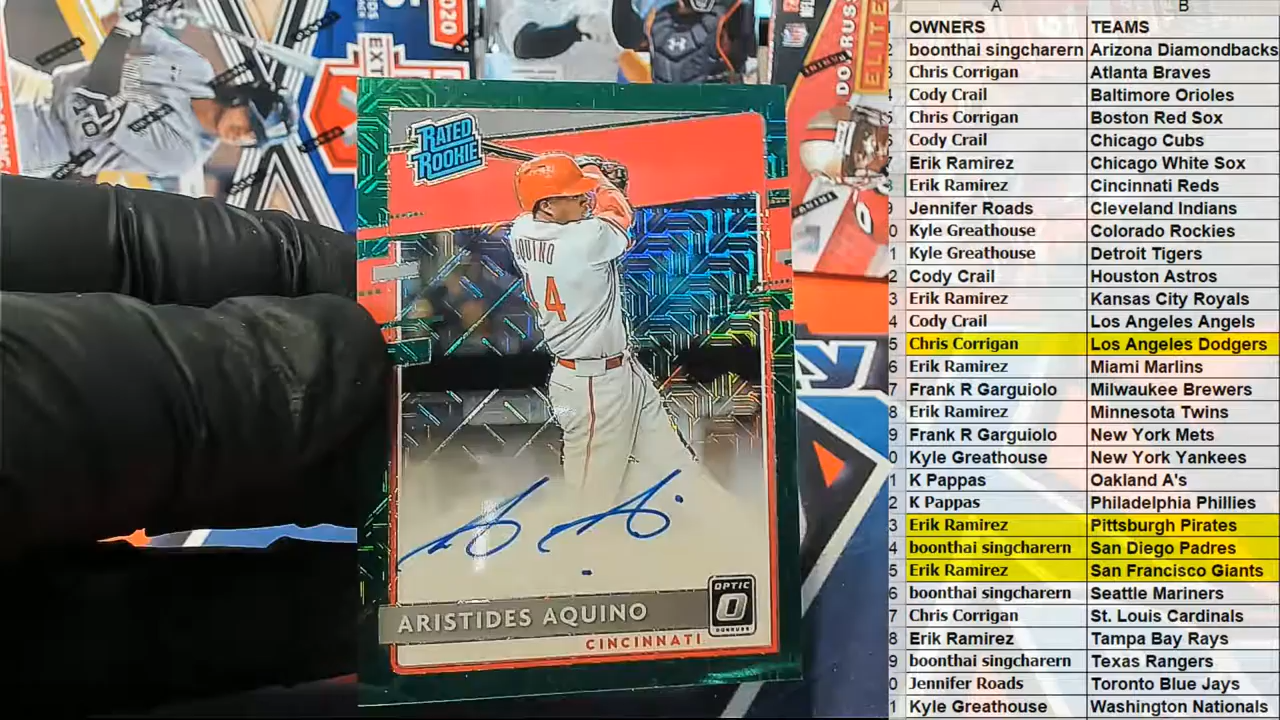 A
B
OWNERS TEAMS
boonthai singcharern Arizona Diamondbacks
Chris Corrigan Atlanta Braves
Cody Crail Baltimore Orioles
Chris Corrigan Boston Red Sox
Cody Crail Chicago Cubs
Erik Ramirez Chicago White Sox
Erik Ramirez Cincinnati Reds
Jennifer Roads Cleveland Indians
Kyle Greathouse Colorado Rockies
Kyle Greathouse Detroit Tigers
Cody Crail Houston Astros
Erik Ramirez Kansas City Royals
Cody Crail Los Angeles Angels
Chris Corrigan Los Angeles Dodgers
Erik Ramirez Miami Marlins
Frank R Garguiolo Milwaukee Brewers
Erik Ramirez Minnesota Twins
Frank R Garguiolo New York Mets
Kyle Greathouse New York Yankees
K Pappas Oakland A's
K Pappas Philadelphia Phillies
Erik Ramirez Pittsburgh Pirates
boonthai singcharern San Diego Padres
Erik Ramirez San Francisco Giants
boonthai singcharern Seattle Mariners
Chris Corrigan St. Louis Cardinals
Erik Ramirez Tampa Bay Rays
boonthai singcharern Texas Rangers
Jennifer Roads Toronto Blue Jays
Kyle Greathouse Washington Nationals
RATED
ROOKIE
4
OPTIC
O
DONRUSS
ARISTIDES AQUINO
CINCINNATI
2020
ELITE
PANINI